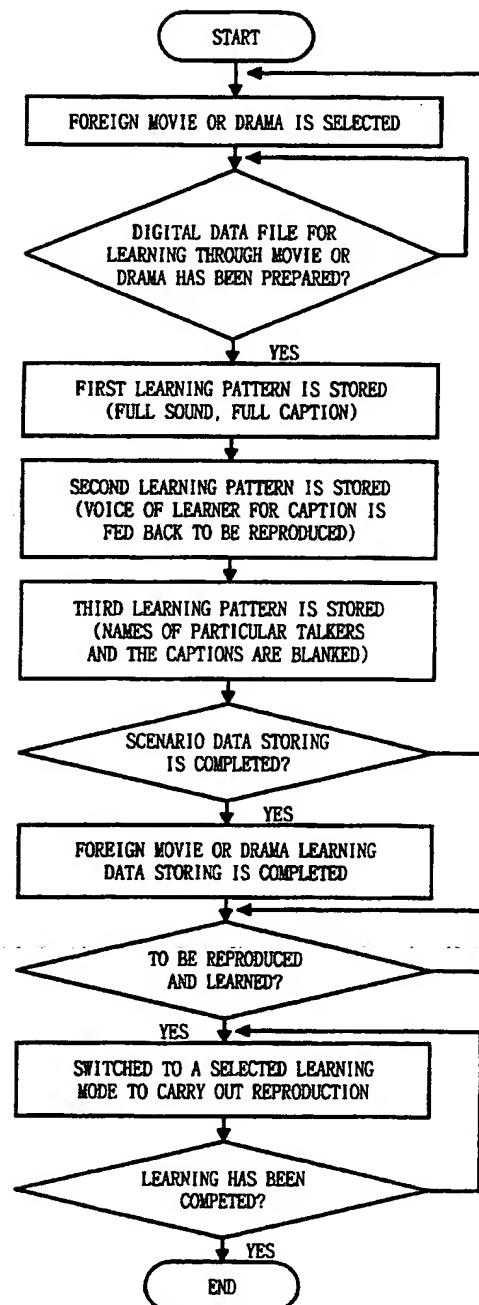 START
FOREIGN MOVIE OR DRAMA IS SELECTED
DIGITAL DATA FILE FOR
LEARNING THROUGH MOVIE OR
DRAMA HAS BEEN PREPARED?
YES
FIRST LEARNING PATTERN IS STORED
(FULL SOUND, FULL CAPTION)
SECOND LEARNING PATTERN IS STORED
(VOICE OF LEARNER FOR CAPTION IS
FED BACK TO BE REPRODUCED)
THIRD LEARNING PATTERN IS STORED
(NAMES OF PARTICULAR TALKERS
AND THE CAPTIONS ARE BLANKED)
SCENARIO DATA STORING
IS COMPLETED?
YES
FOREIGN MOVIE OR DRAMA LEARNING
DATA STORING IS COMPLETED
TO BE REPRODUCED
AND LEARNED?
YES
SWITCHED TO A SELECTED LEARNING
MODE TO CARRY OUT REPRODUCTION
LEARNING HAS BEEN
COMPETED?
YES
END